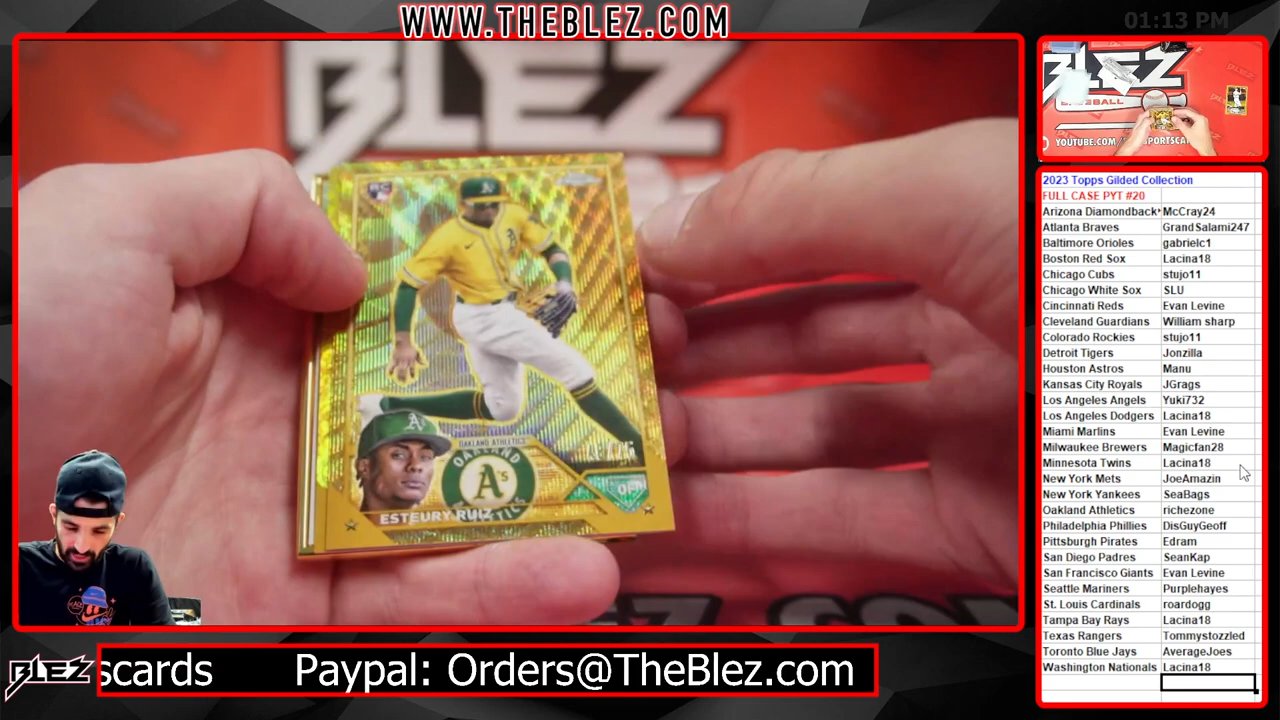 WWW.THEBLEZ.COM
01:13 PM
BLEZ
RC
A
OAKLAND ATHLETICS
OAKLAND
A's
OF
ESTEURY RUIZ
BLEZ
BASEBALL
2023 Topps Gilded Collection
FULL CASE PYT #20
Arizona Diamondback McCray24
Atlanta Braves GrandSalami247
Baltimore Orioles gabrielc1
Boston Red Sox Lacina18
Chicago Cubs stujo11
Chicago White Sox SLU
Cincinnati Reds Evan Levine
Cleveland Guardians William sharp
Colorado Rockies stujo11
Detroit Tigers Jonzilla
Houston Astros Manu
Kansas City Royals JGrags
Los Angeles Angels Yuki732
Los Angeles Dodgers Lacina18
Miami Marlins Evan Levine
Milwaukee Brewers Magicfan28
Minnesota Twins Lacina18
New York Mets JoeAmazin
New York Yankees SeaBags
Oakland Athletics richezone
Philadelphia Phillies DisGuyGeoff
Pittsburgh Pirates Edram
San Diego Padres SeanKap
San Francisco Giants Evan Levine
Seattle Mariners Purplehayes
St. Louis Cardinals roardogg
Tampa Bay Rays Lacina18
Texas Rangers Tommystozzled
Toronto Blue Jays AverageJoes
Washington Nationals Lacina18
BLEZ
scards Paypal: Orders@TheBlez.com